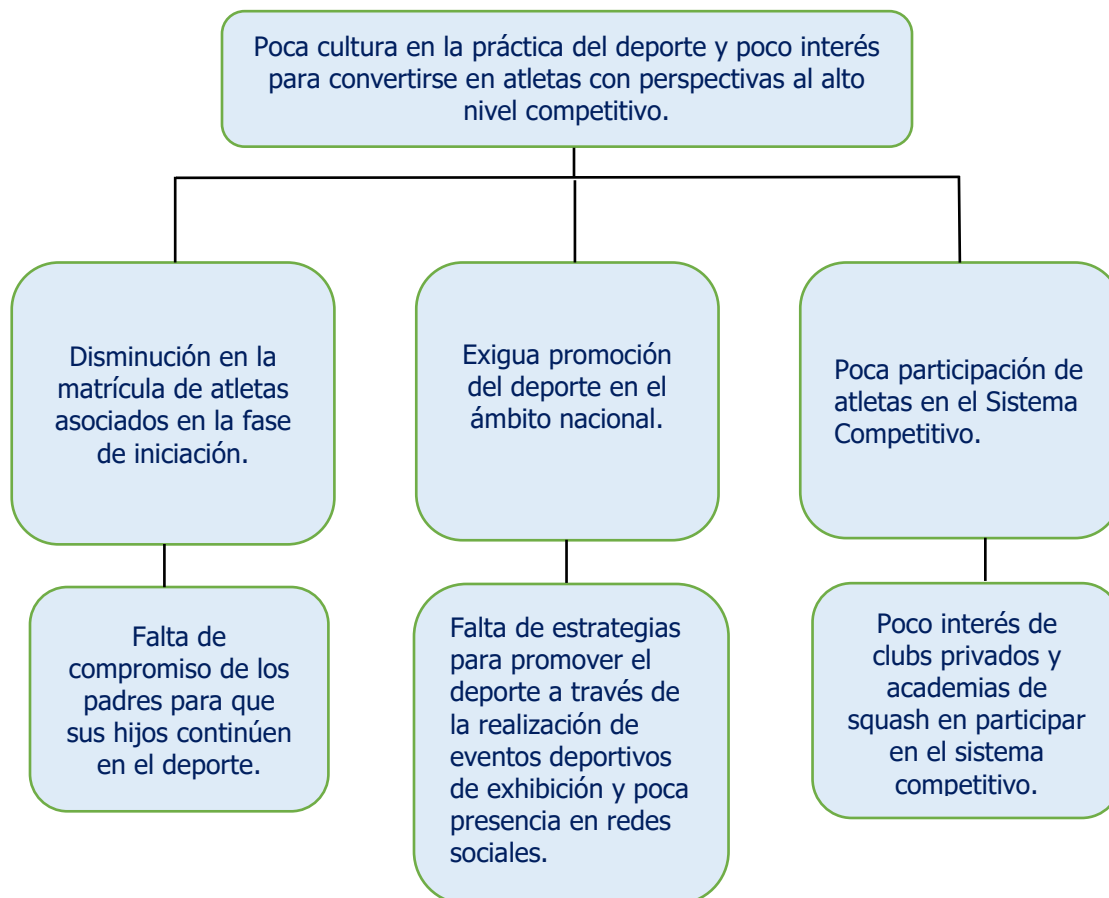 Poca cultura en la práctica del deporte y poco interés
para convertirse en atletas con perspectivas al alto
nivel competitivo.
Disminución en la
matrícula de atletas
asociados en la fase
de iniciación.
Exigua promoción
del deporte en el
ámbito nacional.
Poca participación de
atletas en el Sistema
Competitivo.
Falta de
compromiso de los
padres para que
sus hijos continúen
en el deporte.
Falta de estrategias
para promover el
deporte a través de
la realización de
eventos deportivos
de exhibición y poca
presencia en redes
sociales.
Poco interés de
clubs privados y
academias de
squash en participar
en el sistema
competitivo.